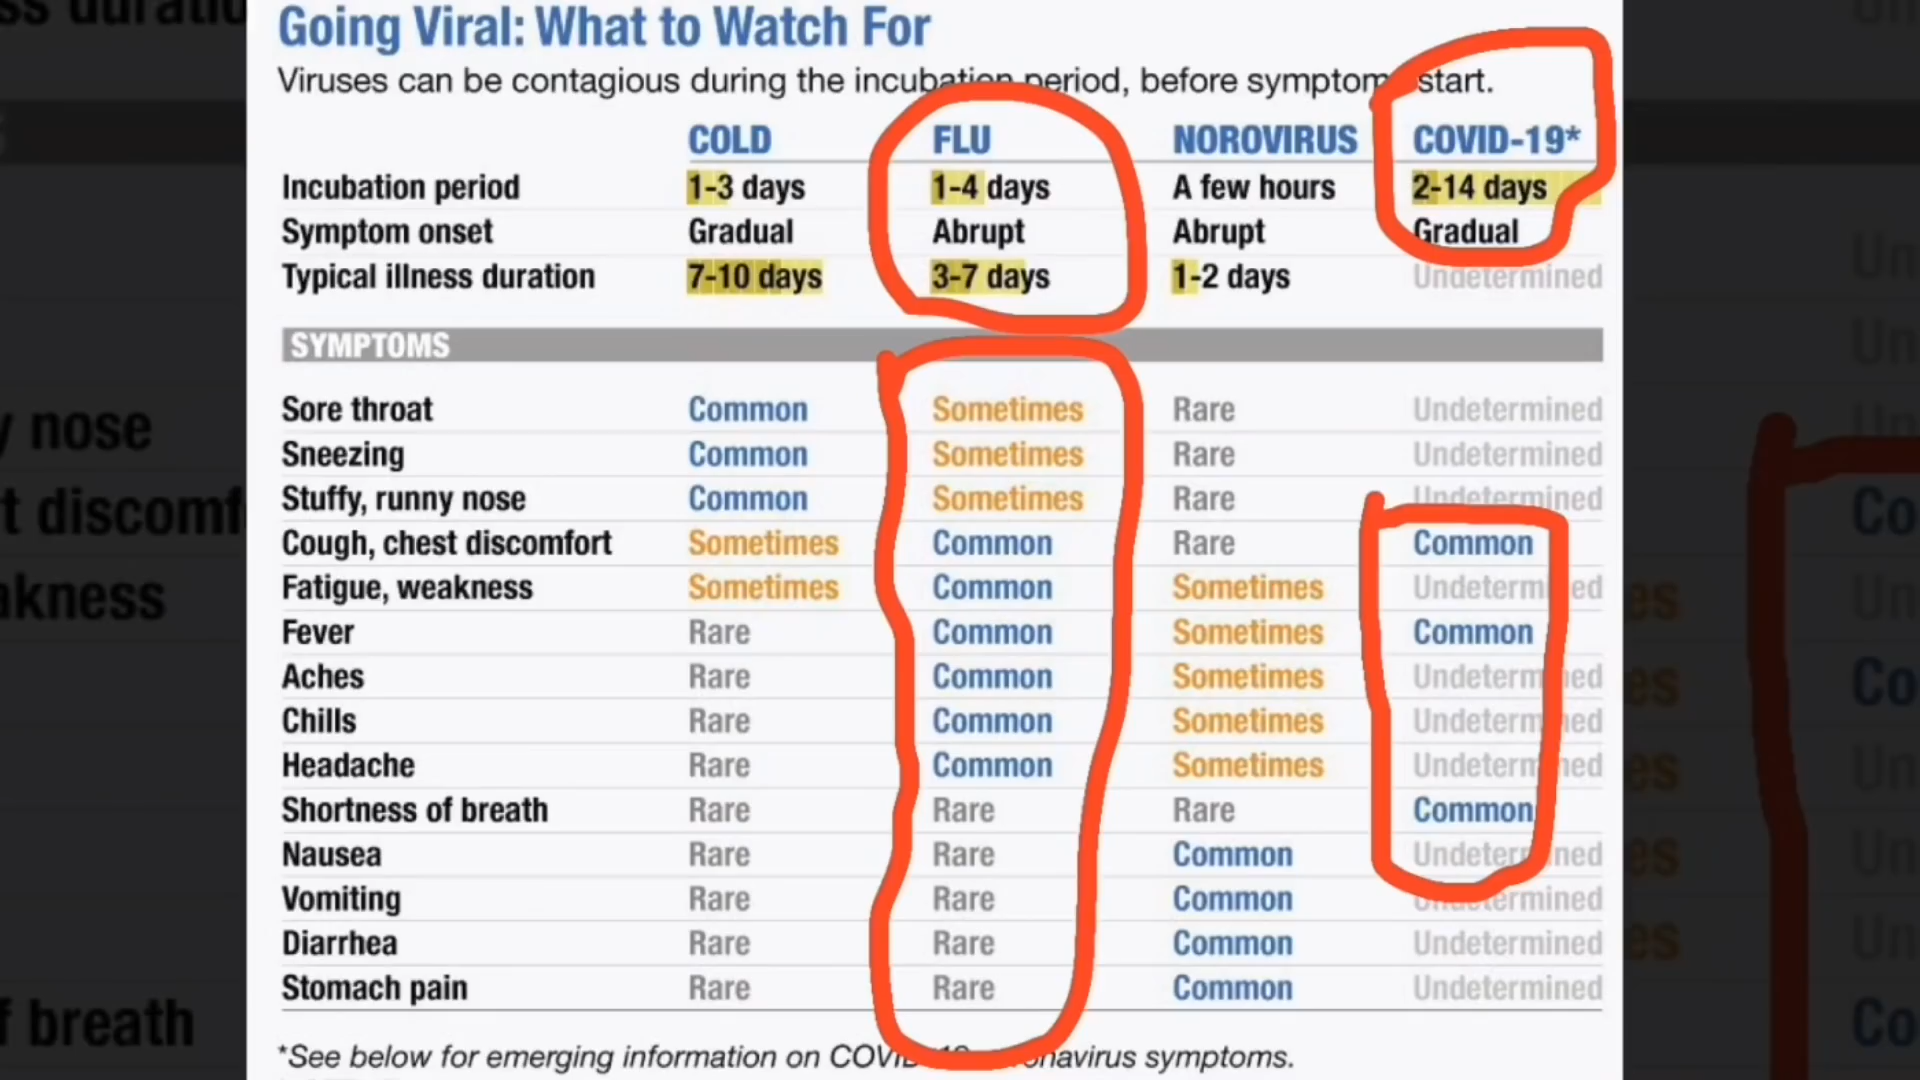 Going Viral: What to Watch For
Viruses can be contagious during the incubation period, before symptoms start.
COLD FLU NOROVIRUS COVID-19*
Incubation period 1-3 days 1-4 days A few hours 2-14 days
Symptom onset Gradual Abrupt Abrupt Gradual
Typical illness duration 7-10 days 3-7 days 1-2 days Undetermined
SYMPTOMS
Sore throat Common Sometimes Rare Undetermined
Sneezing Common Sometimes Rare Undetermined
Stuffy, runny nose Common Sometimes Rare Undetermined
Cough, chest discomfort Sometimes Common Rare Common
Fatigue, weakness Sometimes Common Sometimes Undetermined
Fever Rare Common Sometimes Common
Aches Rare Common Sometimes Undetermined
Chills Rare Common Sometimes Undetermined
Headache Rare Common Sometimes Undetermined
Shortness of breath Rare Rare Rare Common
Nausea Rare Rare Common Undetermined
Vomiting Rare Rare Common Undetermined
Diarrhea Rare Rare Common Undetermined
Stomach pain Rare Rare Common Undetermined
*See below for emerging information on COVID-19 coronavirus symptoms.